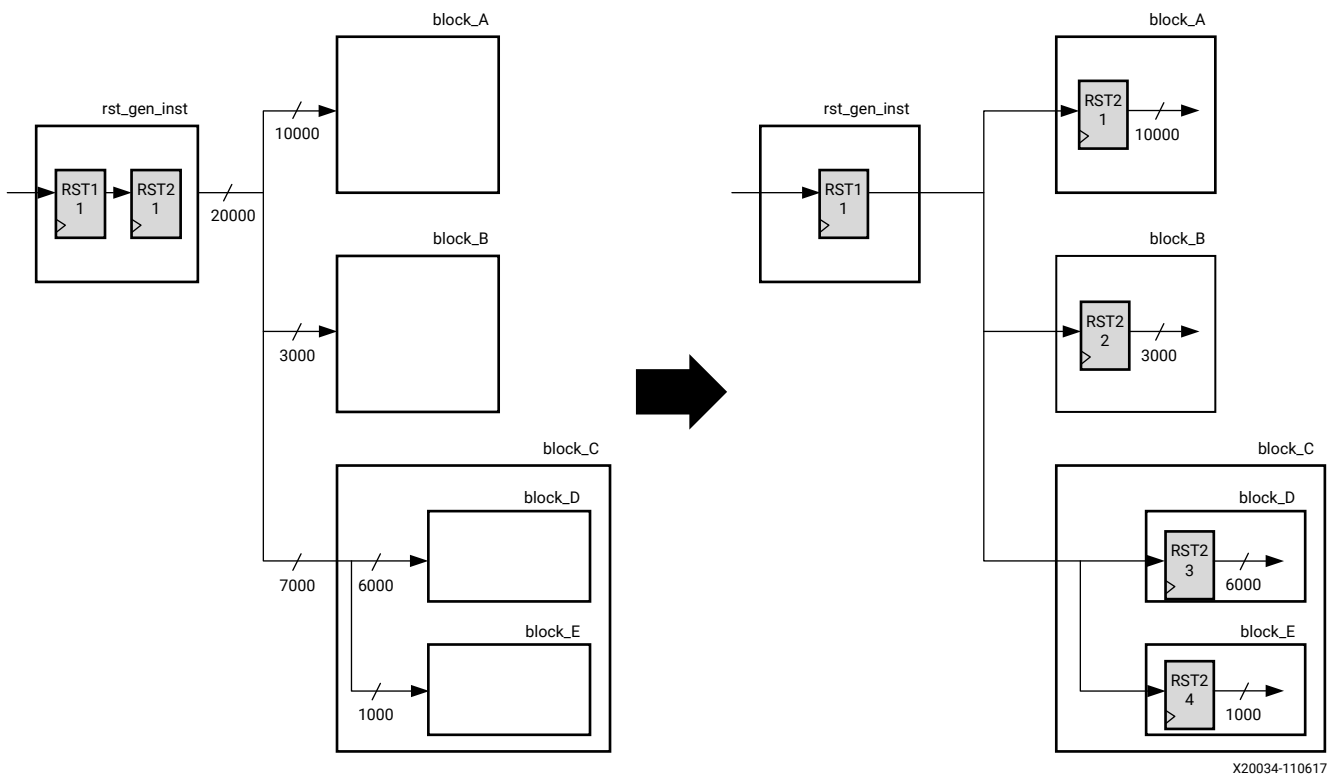 block_A
rst_gen_inst
10000
RST1
1
RST2
1
20000
block_B
3000
block_C
block_D
7000
6000
block_E
1000
block_A
rst_gen_inst
RST2
1
10000
RST1
1
block_B
RST2
2
3000
block_C
block_D
RST2
3
6000
block_E
RST2
4
1000
X20034-110617